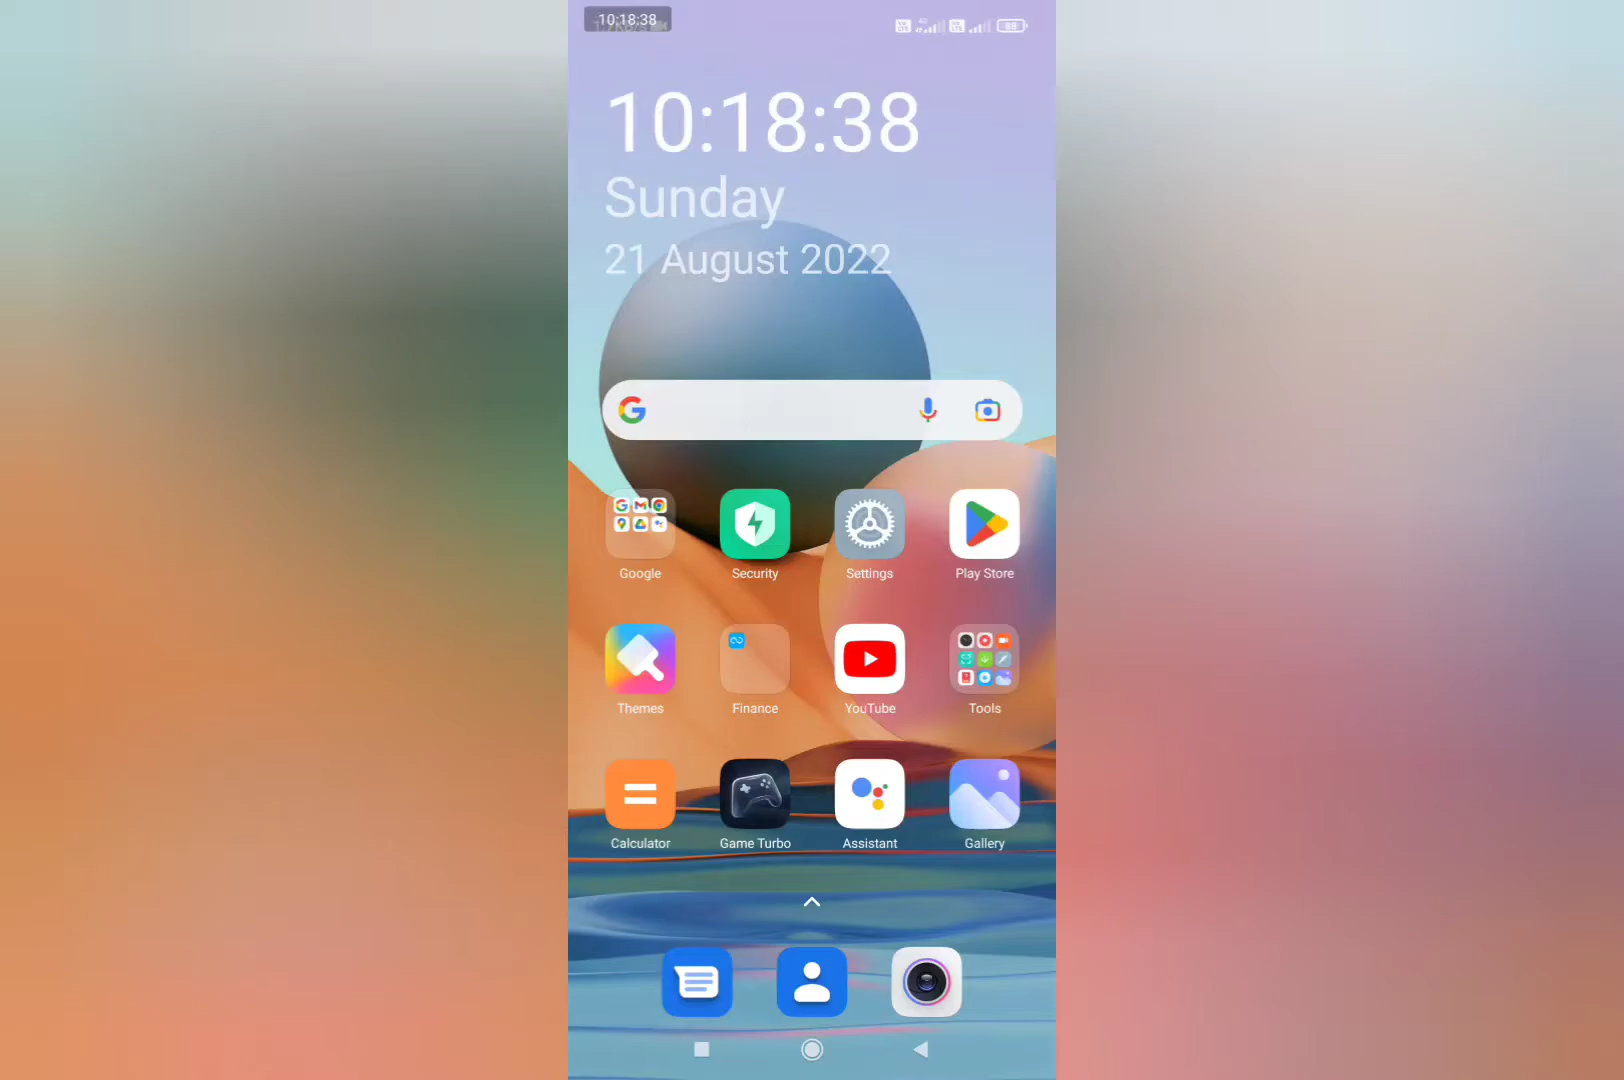 10:18:38
10:18:38
Sunday
21 August 2022
Google
Security
Settings
Play Store
Themes
Finance
YouTube
Tools
Calculator
Game Turbo
Assistant
Gallery